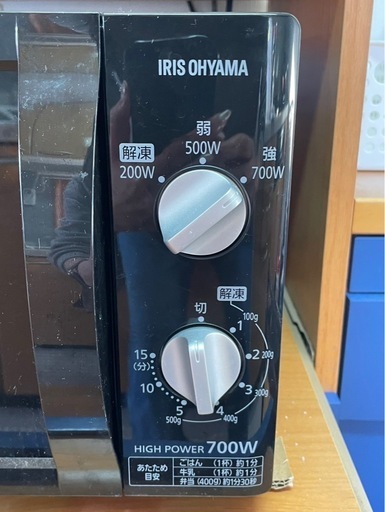 IRIS OHYAMA
弱
解凍 500W 強
200W 700W
解凍
切 100g
1
15 2 200g
(分)
10 3 300g
5 4
500g 400g
HIGH POWER 700W
あたため ごはん (1杯) 約1分
目安 牛乳 (1杯) 約1分
弁当 (400g) 約1分30秒